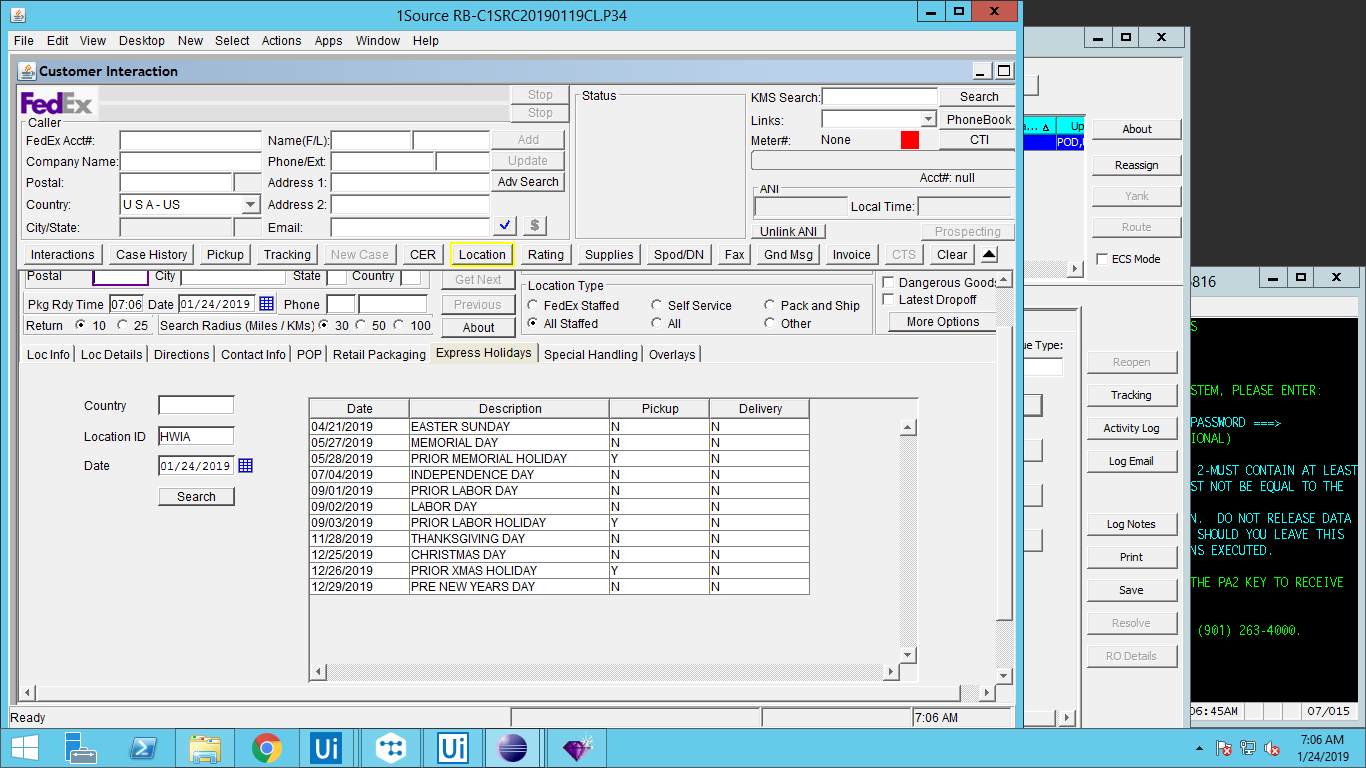 1Source RB-C1SRC20190119CL.P34
File Edit View Desktop New Select Actions Apps Window Help
Customer Interaction
FedEx
Stop
Stop
Status
KMS Search:
Search
Links:
PhoneBook
Meter#: None
CTI
Acct#: null
ANI
Local Time:
Unlink ANI
Prospecting
Caller
FedEx Acct#:
Name(F/L):
Add
Company Name:
Phone/Ext:
Update
Postal:
Address 1:
Adv Search
Country: U S A - US
Address 2:
City/State:
Email:
$
Interactions Case History Pickup Tracking New Case CER Location Rating Supplies Spod/DN Fax Gnd Msg Invoice CTS Clear
Postal City State Country
Get Next
Pkg Rdy Time 07:06 Date 01/24/2019 Phone
Previous
Return 10 25 Search Radius (Miles / KMs) 30 50 100
About
Location Type
FedEx Staffed Self Service Pack and Ship
All Staffed All Other
Dangerous Goods
Latest Dropoff
More Options
Loc Info Loc Details Directions Contact Info POP Retail Packaging Express Holidays Special Handling Overlays
Country
Location ID HWIA
Date 01/24/2019
Search
Date Description Pickup Delivery
04/21/2019 EASTER SUNDAY N N
05/27/2019 MEMORIAL DAY N N
05/28/2019 PRIOR MEMORIAL HOLIDAY Y N
07/04/2019 INDEPENDENCE DAY N N
09/01/2019 PRIOR LABOR DAY N N
09/02/2019 LABOR DAY N N
09/03/2019 PRIOR LABOR HOLIDAY Y N
11/28/2019 THANKSGIVING DAY N N
12/25/2019 CHRISTMAS DAY N N
12/26/2019 PRIOR XMAS HOLIDAY Y N
12/29/2019 PRE NEW YEARS DAY N N
Ready
7:06 AM
a...
Up
POD,
About
Reassign
Yank
Route
ECS Mode
ue Type:
Reopen
Tracking
Activity Log
Log Email
Log Notes
Print
Save
Resolve
RO Details
5816
S
STEM, PLEASE ENTER:
PASSWORD ===>
IONAL)
2-MUST CONTAIN AT LEAST
ST NOT BE EQUAL TO THE
N. DO NOT RELEASE DATA
SHOULD YOU LEAVE THIS
NS EXECUTED.
THE PA2 KEY TO RECEIVE
(901) 263-4000.
06:45AM
07/015
Ui
Ui
7:06 AM
1/24/2019